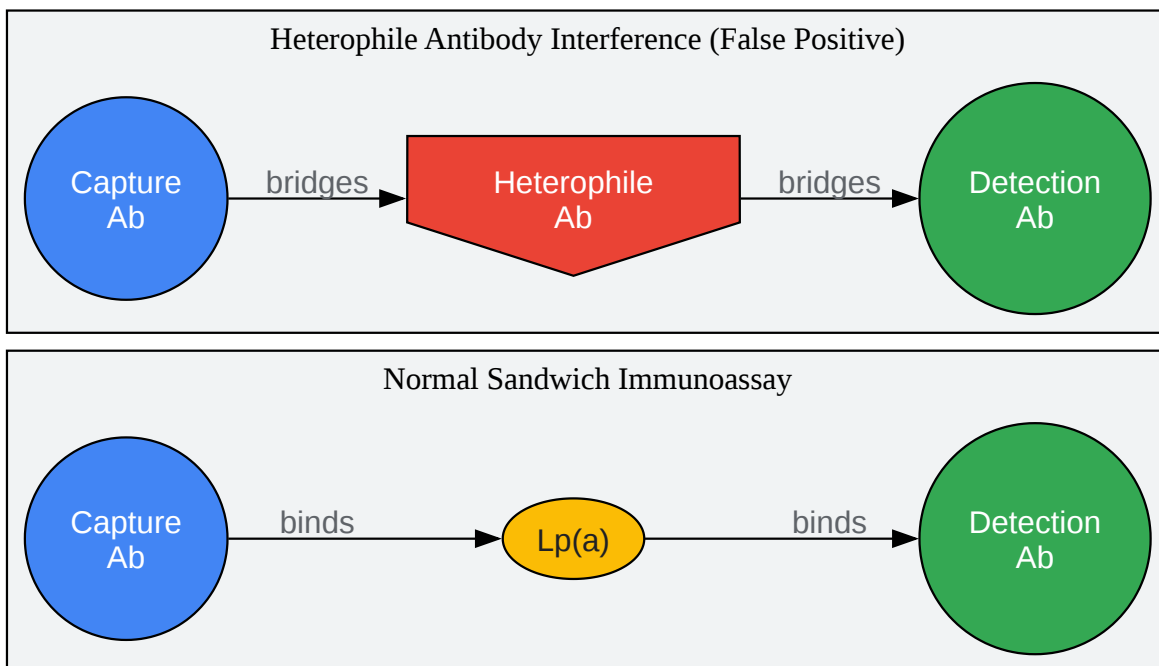 Heterophile Antibody Interference (False Positive)
Capture
Ab
bridges
Heterophile
Ab
bridges
Detection
Ab
Normal Sandwich Immunoassay
Capture
Ab
binds
Lp(a)
binds
Detection
Ab